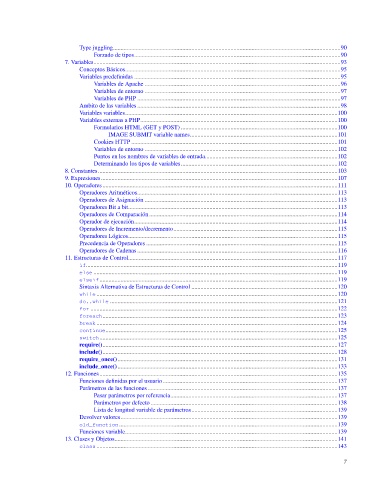 Type juggling 90
Forzado de tipos 90
7. Variables 93
Conceptos Básicos 95
Variables predefinidas 95
Variables de Apache 96
Variables de entorno 97
Variables de PHP 97
Ambito de las variables 98
Variables variables 100
Variables externas a PHP 100
Formularios HTML (GET y POST) 100
IMAGE SUBMIT variable names 101
Cookies HTTP 101
Variables de entorno 102
Puntos en los nombres de variables de entrada 102
Determinando los tipos de variables 102
8. Constantes 103
9. Expresiones 107
10. Operadores 111
Operadores Aritméticos 113
Operadores de Asignación 113
Operadores Bit a bit 113
Operadores de Comparación 114
Operador de ejecución 114
Operadores de Incremento/decremento 115
Operadores Lógicos 115
Precedencia de Operadores 115
Operadores de Cadenas 116
11. Estructuras de Control 117
if 119
else 119
elseif 119
Sintaxis Alternativa de Estructuras de Control 120
while 120
do..while 121
for 122
foreach 123
break 124
continue 125
switch 125
require() 127
include() 128
require_once() 131
include_once() 133
12. Funciones 135
Funciones definidas por el usuario 137
Parámetros de las funciones 137
Pasar parámetros por referencia 137
Parámetros por defecto 138
Lista de longitud variable de parámetros 139
Devolver valores 139
old_function 139
Funciones variable 139
13. Clases y Objetos 141
class 143
7